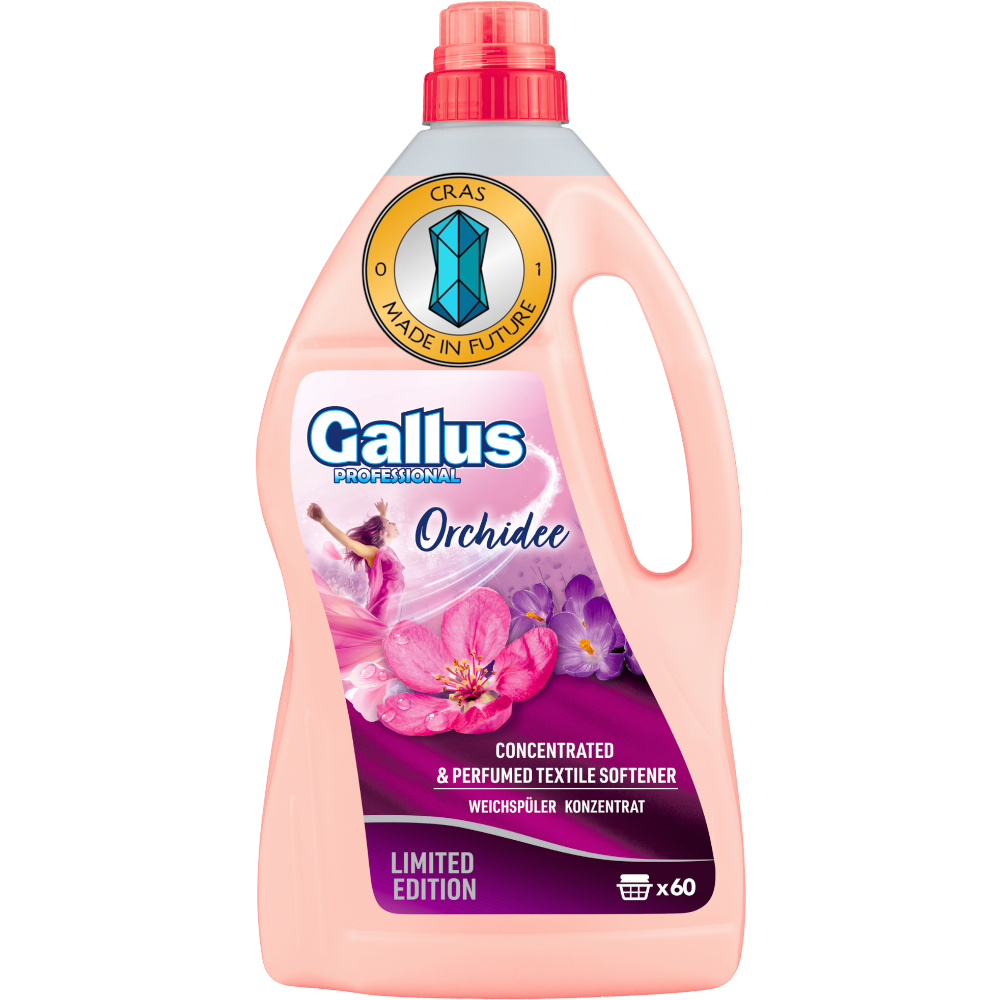 CRAS
0 1
MADE IN FUTURE
Gallus
PROFESSIONAL
Orchidee
CONCENTRATED
& PERFUMED TEXTILE SOFTENER
WEICHSPÜLER KONZENTRAT
LIMITED
EDITION
x60